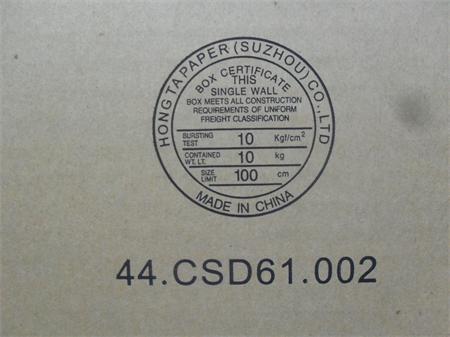 HONGTA PAPER (SUZHOU) CO.,LTD
BOX CERTIFICATE
THIS
SINGLE WALL
BOX MEETS ALL CONSTRUCTION
REQUIREMENTS OF UNIFORM
FREIGHT CLASSIFICATION
BURSTING TEST 10 Kgf/cm²
CONTAINED WT. LT. 10 kg
SIZE LIMIT 100 cm
MADE IN CHINA
44.CSD61.002